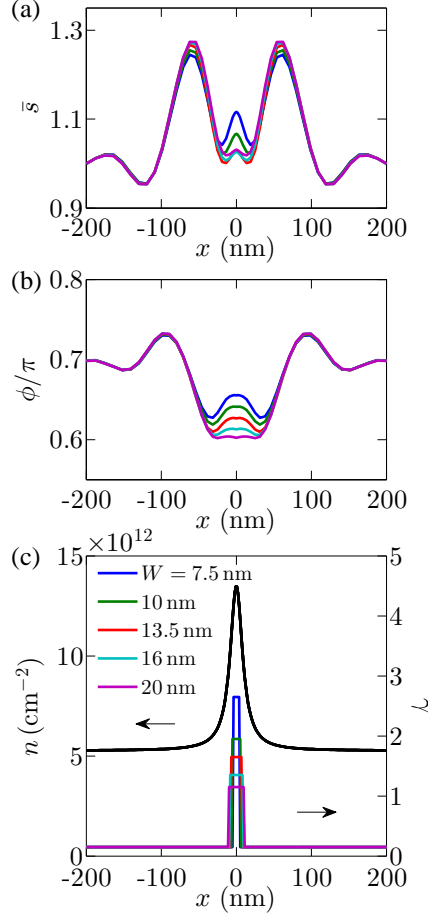 (a)
1.3
1.1
0.9
s̄
-200 -100 0 100 200
x (nm)
(b)
0.8
0.7
0.6
ϕ/π
-200 -100 0 100 200
x (nm)
(c)
×10¹²
15
10
5
0
n (cm⁻²)
W = 7.5 nm
10 nm
13.5 nm
16 nm
20 nm
5
4
3
2
1
0
γ
-200 -100 0 100 200
x (nm)